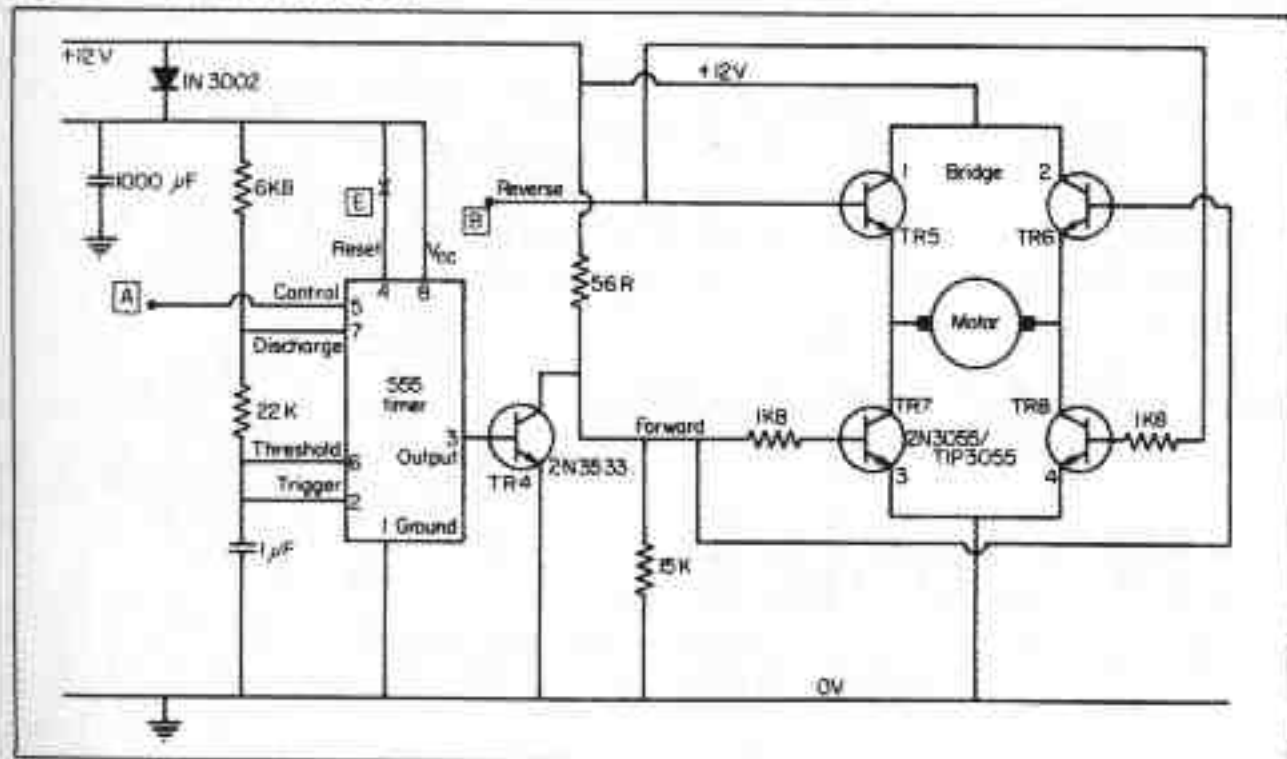 +12V
IN 3002
+12V
1000 µF
6K8
E
Reverse
B
1
Bridge
2
TR5
TR6
Reset
Vcc
56R
A
Control
4
8
5
7
Discharge
Motor
555
timer
22K
Forward
1K8
TR7
TR8
1K8
Threshold
3
6
Output
2N3055/
TIP3055
2N3533
TR4
3
4
Trigger
2
1 Ground
1µF
15K
0V